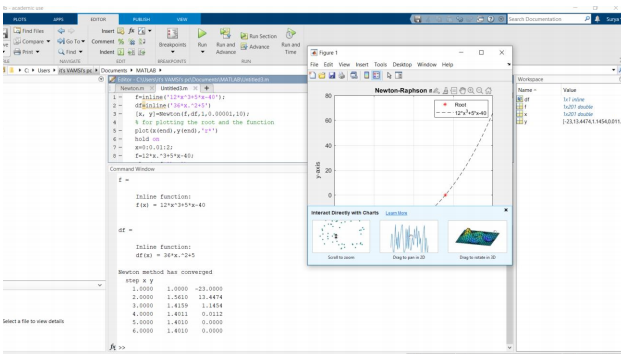 ls - academic use
PLOTS APPS EDITOR PUBLISH VIEW
Search Documentation
Surya
Find Files
Compare
Print
Go To
Find
NAVIGATE
Insert
Comment
Indent
EDIT
Breakpoints
BREAKPOINTS
Run
Run and Advance
Run Section
Advance
Run and Time
RUN
C: Users it's VAMSI's pc Documents MATLAB
Editor - C:\Users\it's VAMSI's pc\Documents\MATLAB\Untitled3.m
Newton.m Untitled3.m
1 - f=inline('12*x^3+5*x-40');
2 - df=inline('36*x.^2+5')
3 - [x, y]=Newton(f,df,1,0.00001,10);
4 % for plotting the root and the function
5 - plot(x(end),y(end),'r*')
6 - hold on
7 - x=0:0.01:2;
8 - f=12*x.^3+5*x-40;
Command Window
f =
Inline function:
f(x) = 12*x^3+5*x-40
df =
Inline function:
df(x) = 36*x.^2+5
Newton method has converged
step x y
1.0000 1.0000 -23.0000
2.0000 1.5610 13.4474
3.0000 1.4159 1.1454
4.0000 1.4011 0.0112
5.0000 1.4010 0.0000
6.0000 1.4010 0.0000
fx >>
Select a file to view details
Figure 1
File Edit View Insert Tools Desktop Window Help
Newton-Raphson
Root
12*x^3+5*x-40
80
60
40
20
0
y-axis
Interact Directly with Charts Learn More
Scroll to zoom
Drag to pan in 2D
Drag to rotate in 3D
Workspace
Name Value
df 1x1 inline
f 1x201 double
x 1x201 double
y [-23,13.4474,1.1454,0.011